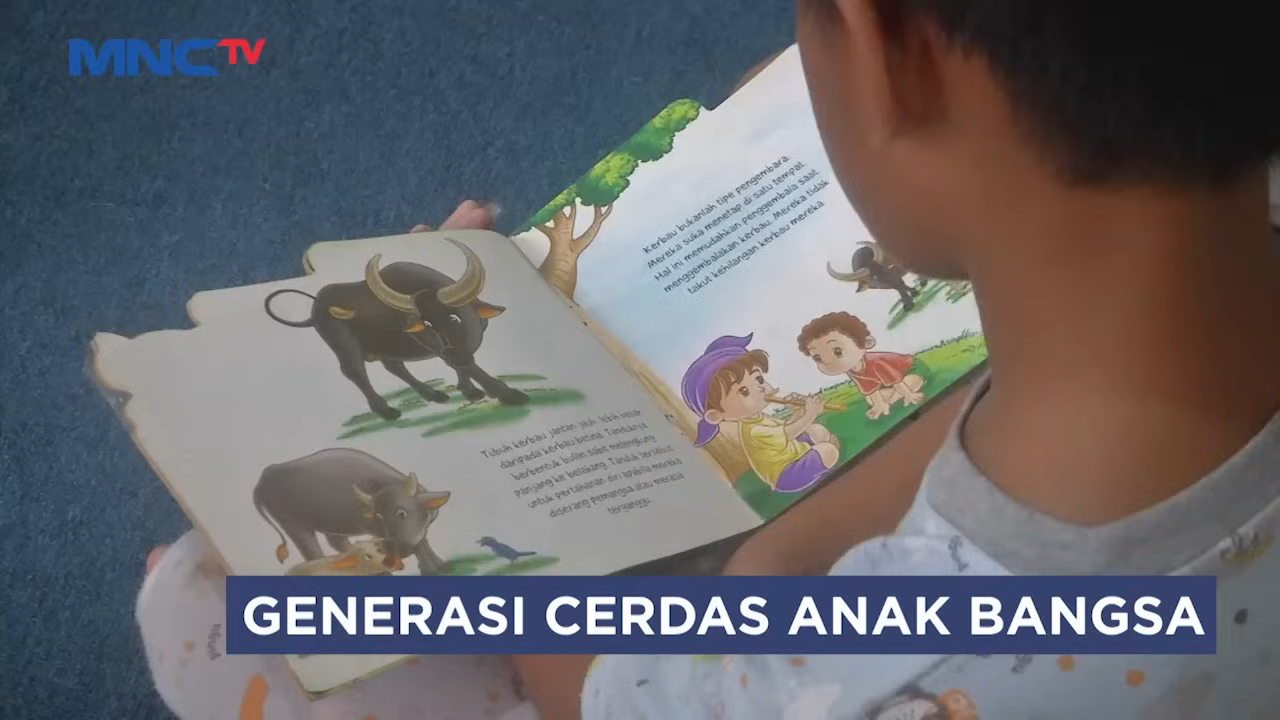 MNCTV
Tubuh kerbau jantan jauh lebih besar
daripada kerbau betina. Tanduknya
berbentuk bulan sabit melengkung
panjang ke belakang. Tanduk tersebut
untuk pertahanan diri apabila mereka
diserang pemangsa atau merasa
terganggu.
Kerbau bukanlah tipe pengembara.
Mereka suka menetap di satu tempat.
Hal ini memudahkan penggembala saat
menggembalakan kerbau. Mereka tidak
takut kehilangan kerbau mereka
GENERASI CERDAS ANAK BANGSA